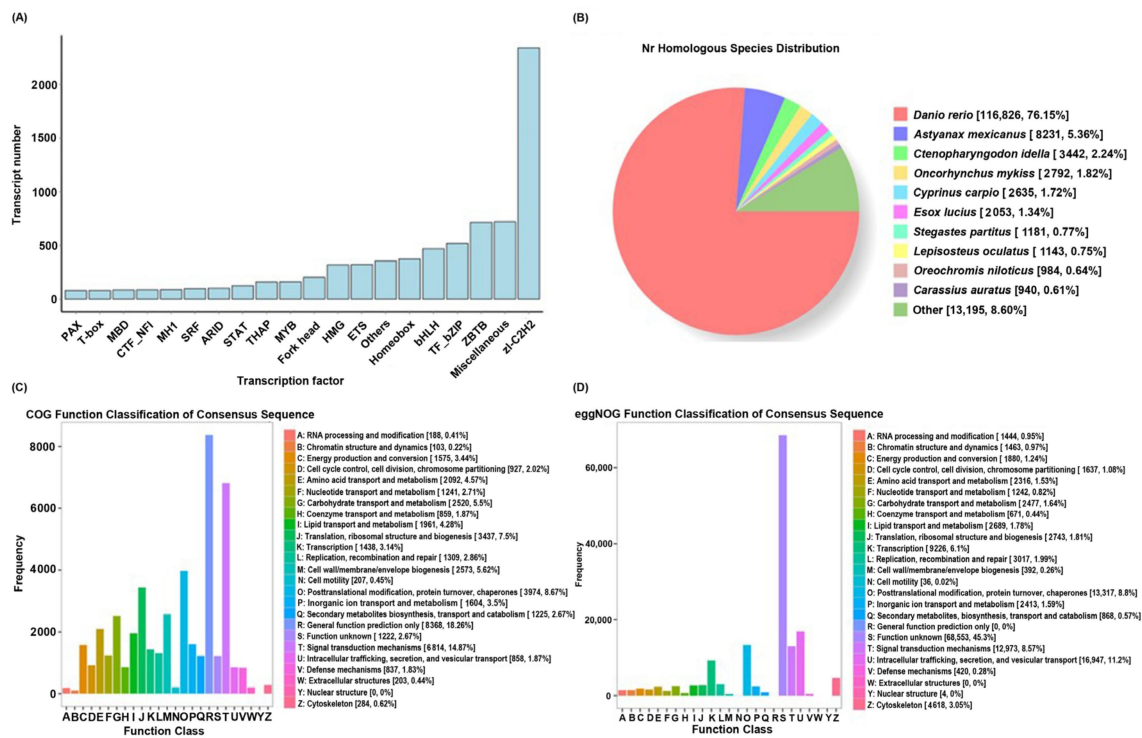 (A)
2000
1500
1000
500
0
Transcript number
PAX
T-box
MBD
CTF_NFI
MH1
SRF
ARID
STAT
THAP
MYB
Fork head
HMG
ETS
Others
Homeobox
bHLH
TF_bZIP
ZBTB
Miscellaneous
zl-C2H2
Transcription factor
(B)
Nr Homologous Species Distribution
Danio rerio [116,826, 76.15%]
Astyanax mexicanus [ 8231, 5.36%]
Ctenopharyngodon idella [ 3442, 2.24%]
Oncorhynchus mykiss [ 2792, 1.82%]
Cyprinus carpio [ 2635, 1.72%]
Esox lucius [ 2053, 1.34%]
Stegastes partitus [ 1181, 0.77%]
Lepisosteus oculatus [ 1143, 0.75%]
Oreochromis niloticus [984, 0.64%]
Carassius auratus [940, 0.61%]
Other [13,195, 8.60%]
(C)
COG Function Classification of Consensus Sequence
8000
6000
4000
2000
0
Frequency
ABCDEFGHIJKLMNOPQRSTUVWYZ
Function Class
A: RNA processing and modification [188, 0.41%]
B: Chromatin structure and dynamics [103, 0.22%]
C: Energy production and conversion [ 1575, 3.44%]
D: Cell cycle control, cell division, chromosome partitioning [927, 2.02%]
E: Amino acid transport and metabolism [ 2092, 4.57%]
F: Nucleotide transport and metabolism [ 1241, 2.71%]
G: Carbohydrate transport and metabolism [ 2520, 5.5%]
H: Coenzyme transport and metabolism [859, 1.87%]
I: Lipid transport and metabolism [ 1961, 4.28%]
J: Translation, ribosomal structure and biogenesis [ 3437, 7.5%]
K: Transcription [ 1438, 3.14%]
L: Replication, recombination and repair [ 1309, 2.86%]
M: Cell wall/membrane/envelope biogenesis [ 2573, 5.62%]
N: Cell motility [207, 0.45%]
O: Posttranslational modification, protein turnover, chaperones [ 3974, 8.67%]
P: Inorganic ion transport and metabolism [ 1604, 3.5%]
Q: Secondary metabolites biosynthesis, transport and catabolism [ 1225, 2.67%]
R: General function prediction only [ 8368, 18.26%]
S: Function unknown [ 1222, 2.67%]
T: Signal transduction mechanisms [ 6814, 14.87%]
U: Intracellular trafficking, secretion, and vesicular transport [858, 1.87%]
V: Defense mechanisms [837, 1.83%]
W: Extracellular structures [203, 0.44%]
Y: Nuclear structure [0, 0%]
Z: Cytoskeleton [284, 0.62%]
(D)
eggNOG Function Classification of Consensus Sequence
60,000
40,000
20,000
0
Frequency
A B C D E F G H I J K L M N O P Q R S T U V W Y Z
Function Class
A: RNA processing and modification [ 1444, 0.95%]
B: Chromatin structure and dynamics [ 1463, 0.97%]
C: Energy production and conversion [ 1880, 1.24%]
D: Cell cycle control, cell division, chromosome partitioning [ 1637, 1.08%]
E: Amino acid transport and metabolism [ 2316, 1.53%]
F: Nucleotide transport and metabolism [ 1242, 0.82%]
G: Carbohydrate transport and metabolism [ 2477, 1.64%]
H: Coenzyme transport and metabolism [671, 0.44%]
I: Lipid transport and metabolism [ 2689, 1.78%]
J: Translation, ribosomal structure and biogenesis [ 2743, 1.81%]
K: Transcription [ 9226, 6.1%]
L: Replication, recombination and repair [ 3017, 1.99%]
M: Cell wall/membrane/envelope biogenesis [ 392, 0.26%]
N: Cell motility [ 36, 0.02%]
O: Posttranslational modification, protein turnover, chaperones [13,317, 8.8%]
P: Inorganic ion transport and metabolism [ 2413, 1.59%]
Q: Secondary metabolites, biosynthesis, transport and catabolism [868, 0.57%]
R: General function prediction only [0, 0%]
S: Function unknown [68,553, 45.3%]
T: Signal transduction mechanisms [12,973, 8.57%]
U: Intracellular trafficking, secretion, and vesicular transport [16,947, 11.2%]
V: Defense mechanisms [ 420, 0.28%]
W: Extracellular structures [0, 0%]
Y: Nuclear structure [4, 0%]
Z: Cytoskeleton [ 4618, 3.05%]